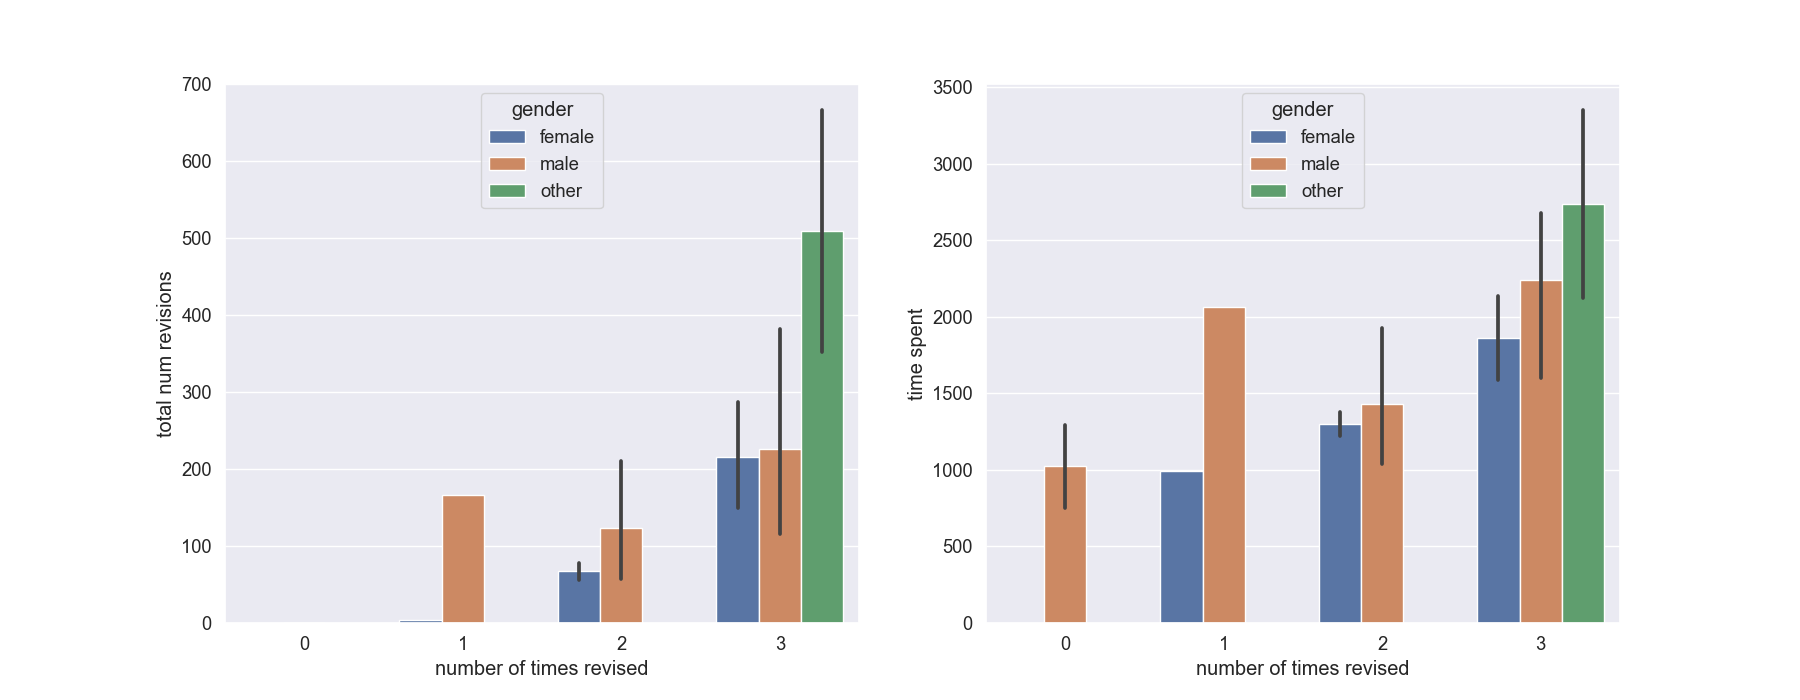 700
600
500
400
300
200
100
0
total num revisions
gender
female
male
other
0 1 2 3
number of times revised
3500
3000
2500
2000
1500
1000
500
0
time spent
gender
female
male
other
0 1 2 3
number of times revised